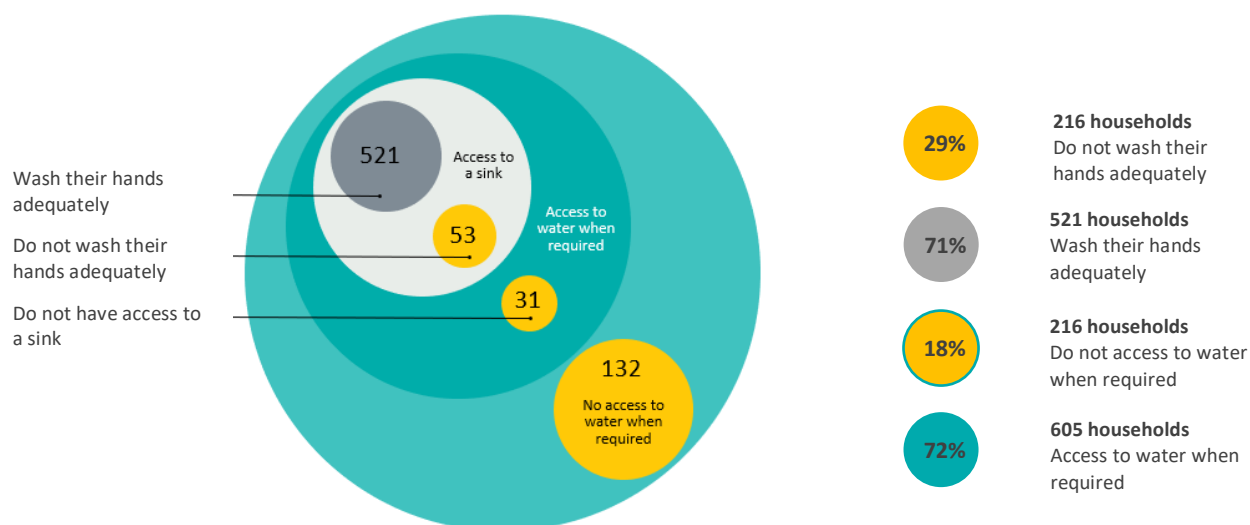 Wash their hands
adequately
Do not wash their
hands adequately
Do not have access to
a sink
521
Access to
a sink
53
Access to
water when
required
31
132
No access to
water when
required
29%
216 households
Do not wash their
hands adequately
71%
521 households
Wash their hands
adequately
18%
216 households
Do not access to water
when required
72%
605 households
Access to water when
required